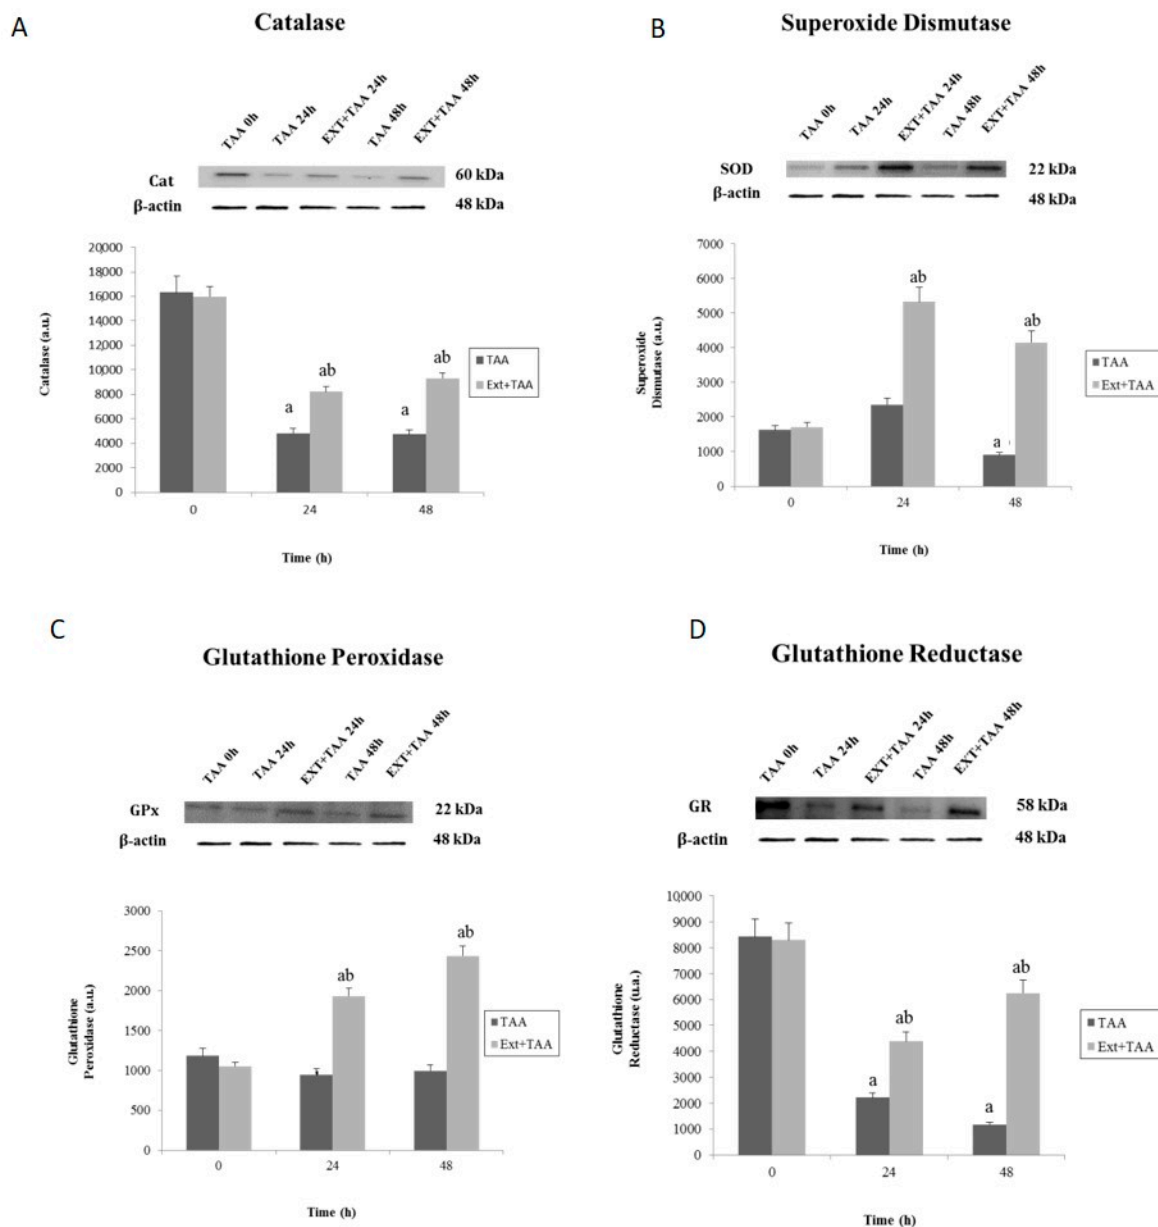 A
Catalase
TAA 0h
TAA 24h
EXT+TAA 24h
TAA 48h
EXT+TAA 48h
Cat
60 kDa
β-actin
48 kDa
20000
18000
16000
14000
12000
10000
8000
6000
4000
2000
0
Catalase (a.u.)
a
ab
a
ab
TAA
Ext+TAA
0
24
48
Time (h)
B
Superoxide Dismutase
TAA 0h
TAA 24h
EXT+TAA 24h
TAA 48h
EXT+TAA 48h
SOD
22 kDa
β-actin
48 kDa
7000
6000
5000
4000
3000
2000
1000
0
Superoxide
Dismutase (a.u.)
ab
a
ab
TAA
Ext+TAA
0
24
48
Time (h)
C
Glutathione Peroxidase
TAA 0h
TAA 24h
EXT+TAA 24h
TAA 48h
EXT+TAA 48h
GPx
22 kDa
β-actin
48 kDa
3000
2500
2000
1500
1000
500
0
Glutathione
Peroxidase (a.u.)
ab
ab
TAA
Ext+TAA
0
24
48
Time (h)
D
Glutathione Reductase
TAA 0h
TAA 24h
EXT+TAA 24h
TAA 48h
EXT+TAA 48h
GR
58 kDa
β-actin
48 kDa
10000
9000
8000
7000
6000
5000
4000
3000
2000
1000
0
Glutathione
Reductase (u.a.)
a
ab
a
ab
TAA
Ext+TAA
0
24
48
Time (h)